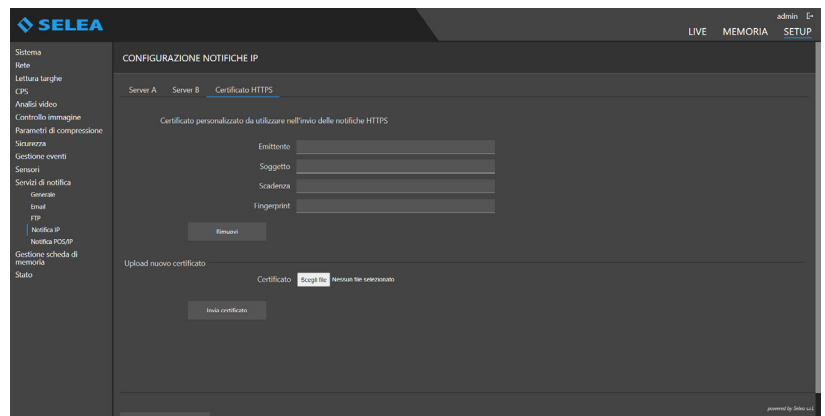 SELEA
admin
LIVE MEMORIA SETUP
Sistema
Rete
Lettura targhe
CPS
Analisi video
Controllo immagine
Parametri di compressione
Sicurezza
Gestione eventi
Sensori
Servizi di notifica
Generale
Email
FTP
Notifica IP
Notifica POS/IP
Gestione scheda di
memoria
Stato
CONFIGURAZIONE NOTIFICHE IP
Server A Server B Certificato HTTPS
Certificato personalizzato da utilizzare nell'invio delle notifiche HTTPS
Emittente
Soggetto
Scadenza
Fingerprint
Rimuovi
Upload nuovo certificato
Certificato Scegli file Nessun file selezionato
Invia certificato
powered by Selea s.r.l.